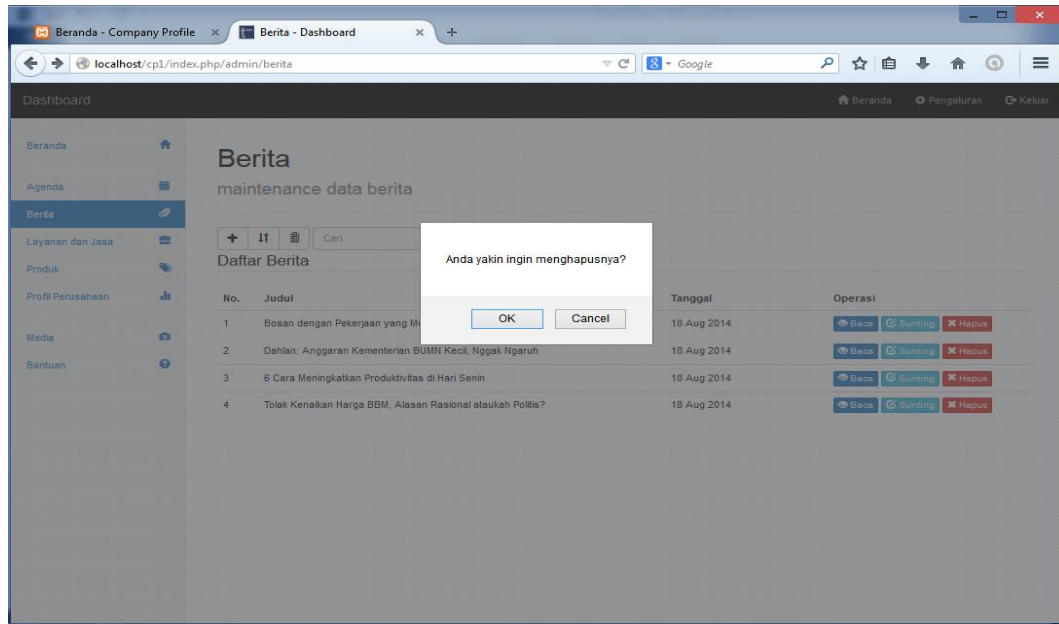 Beranda - Company Profile
Berita - Dashboard
localhost/cp1/index.php/admin/berita
Google
Dashboard
Beranda
Pengaturan
Keluar
Beranda
Agenda
Berita
Layanan dan Jasa
Produk
Profil Perusahaan
Media
Bantuan
Berita
maintenance data berita
Cari
Daftar Berita
Anda yakin ingin menghapusnya?
OK Cancel
No. Judul Tanggal Operasi
1 Bosan dengan Pekerjaan yang 18 Aug 2014 Baca Sunting Hapus
2 Dahlan: Anggaran Kementerian BUMN Kecil, Nggak Ngaruh 18 Aug 2014 Baca Sunting Hapus
3 6 Cara Meningkatkan Produktivitas di Hari Senin 18 Aug 2014 Baca Sunting Hapus
4 Tolak Kenaikan Harga BBM, Alasan Rasional ataukah Politis? 18 Aug 2014 Baca Sunting Hapus